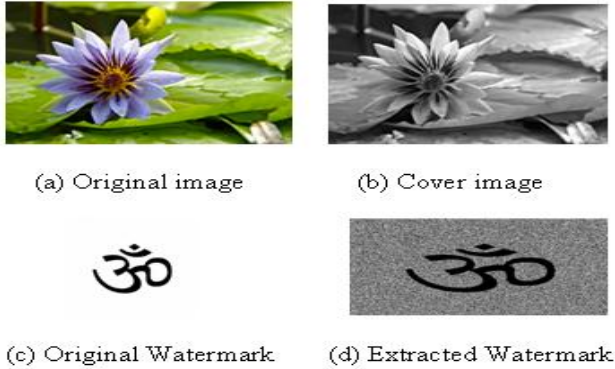 (a) Original image
(b) Cover image
ॐ
ॐ
(c) Original Watermark
(d) Extracted Watermark